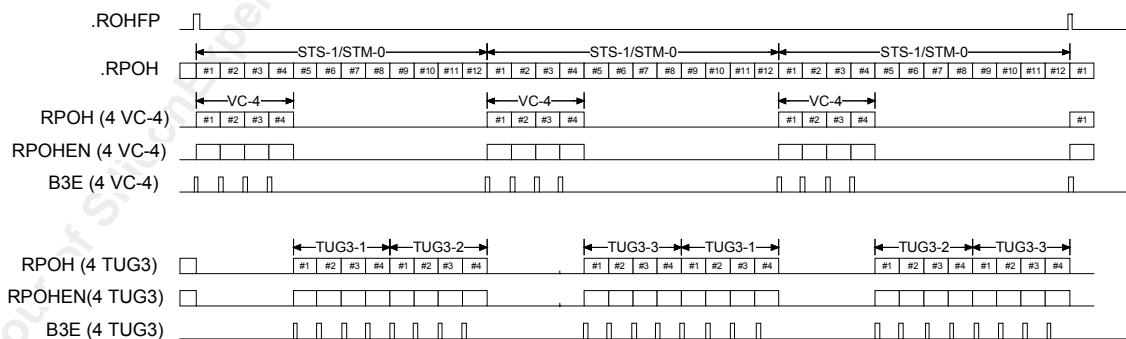 .ROHFP
STS-1/STM-0 STS-1/STM-0 STS-1/STM-0
.RPOH #1 #2 #3 #4 #5 #6 #7 #8 #9 #10 #11 #12 #1 #2 #3 #4 #5 #6 #7 #8 #9 #10 #11 #12 #1 #2 #3 #4 #5 #6 #7 #8 #9 #10 #11 #12 #1
VC-4 VC-4 VC-4
RPOH (4 VC-4) #1 #2 #3 #4 #1 #2 #3 #4 #1 #2 #3 #4 #1
RPOHEN (4 VC-4)
B3E (4 VC-4)
TUG3-1 TUG3-2 TUG3-3 TUG3-1 TUG3-2 TUG3-3
RPOH (4 TUG3) #1 #2 #3 #4 #1 #2 #3 #4 #1 #2 #3 #4 #1 #2 #3 #4 #1 #2 #3 #4 #1 #2 #3 #4
RPOHEN(4 TUG3)
B3E (4 TUG3)